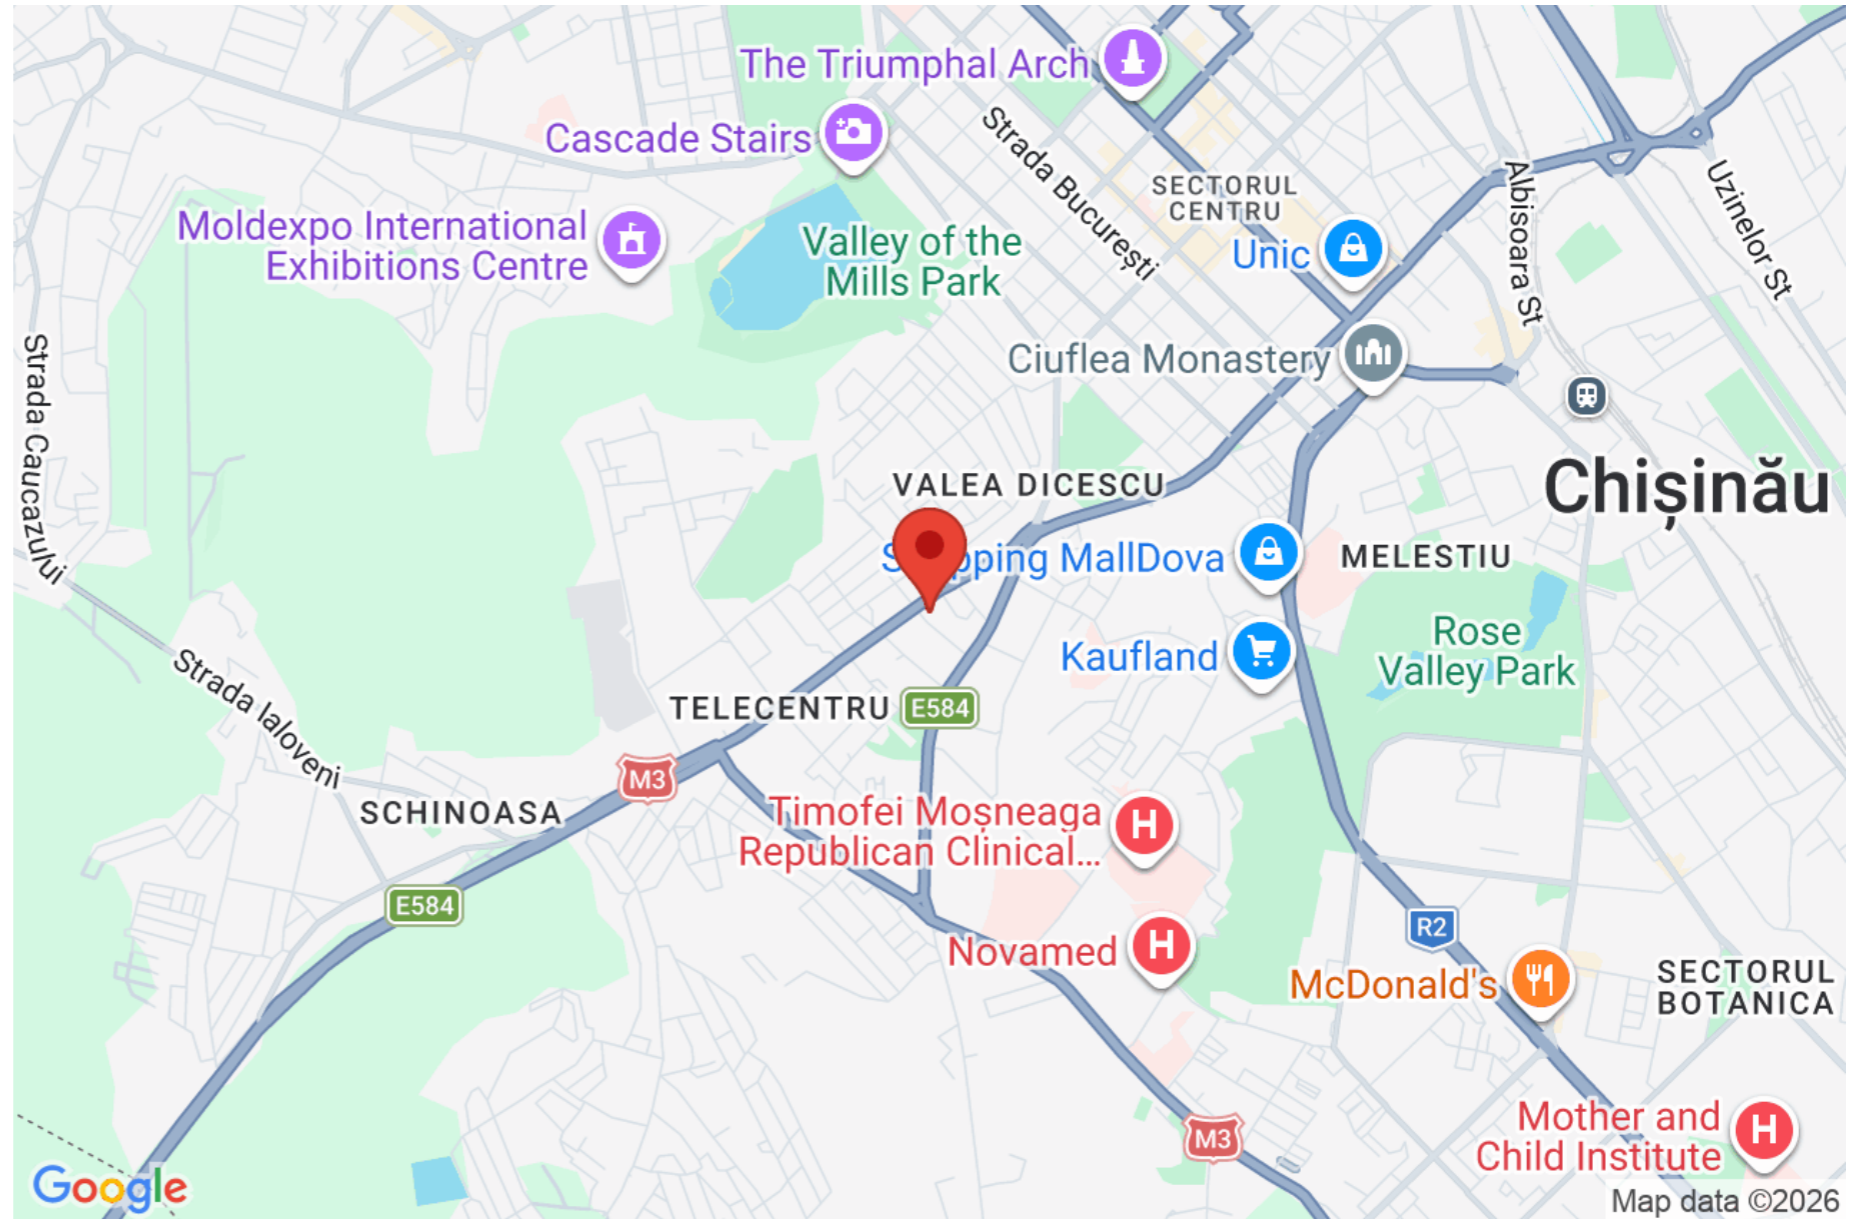 The Triumphal Arch
Cascade Stairs
Strada București
SECTORUL
CENTRU
Albisoara St
Uzinelor St
Moldexpo International
Exhibitions Centre
Valley of the
Mills Park
Unic
Ciuflea Monastery
Strada Caucazului
VALEA DICESCU
Chișinău
pping MallDova
MELESTIU
Rose
Valley Park
Kaufland
Strada Ialoveni
TELECENTRU
E584
M3
SCHINOASA
Timofei Moșneaga
Republican Clinical...
H
E584
R2
Novamed
H
McDonald's
SECTORUL
BOTANICA
M3
Mother and
Child Institute
H
Google
Map data ©2026